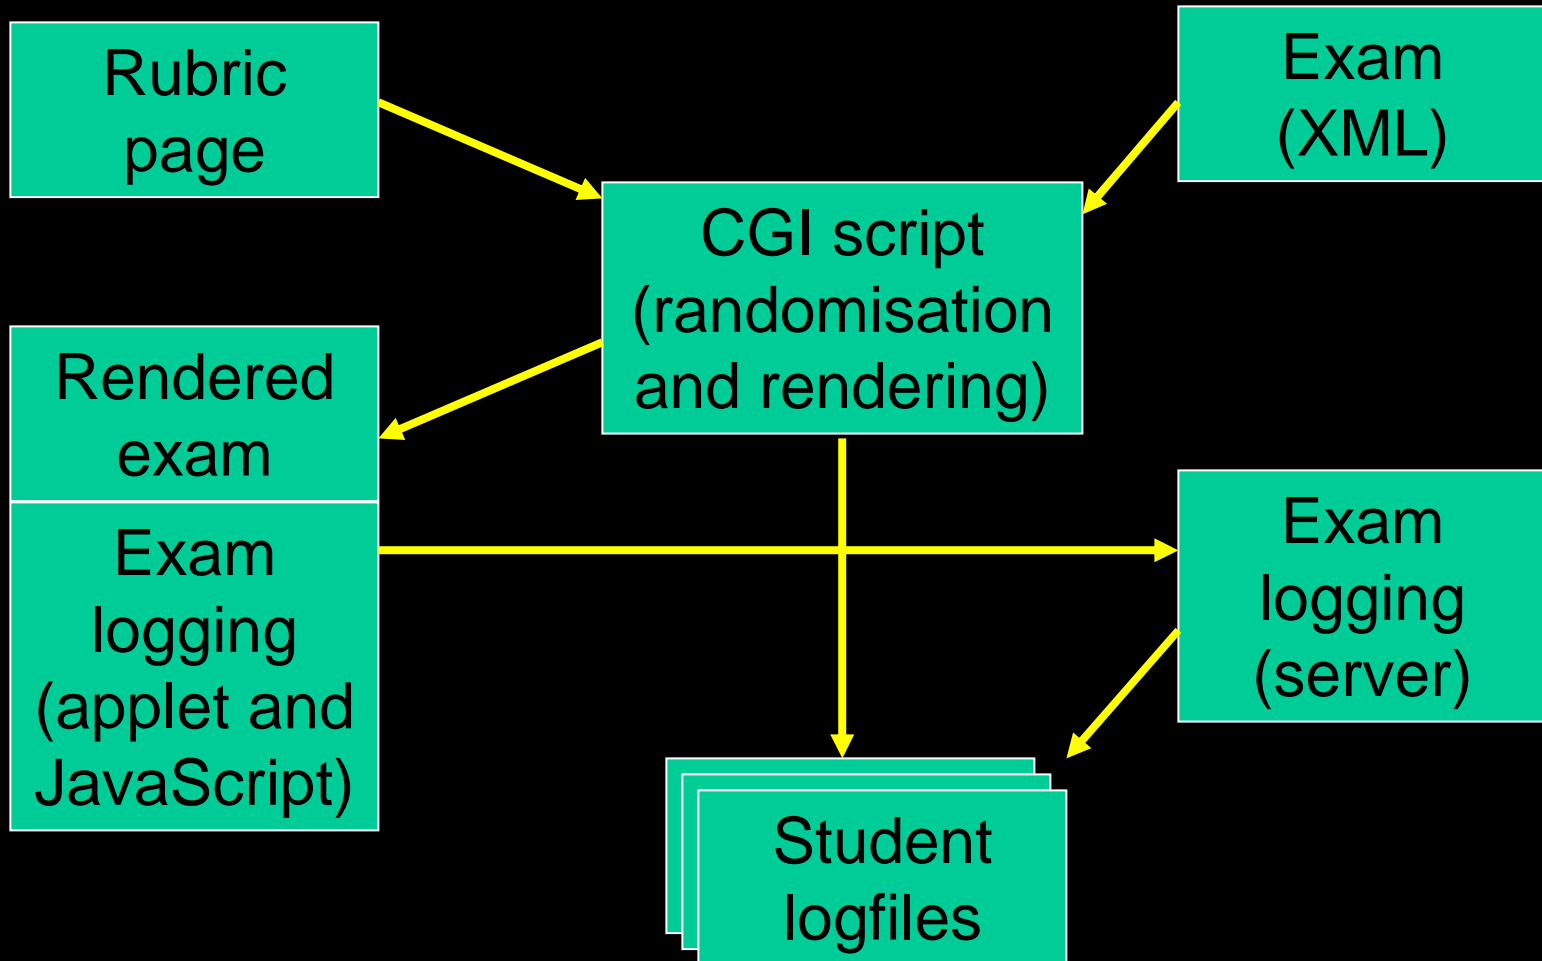 Rubric
page
Exam
(XML)
CGI script
(randomisation
and rendering)
Rendered
exam
Exam
logging
(applet and
JavaScript)
Exam
logging
(server)
Student
logfiles